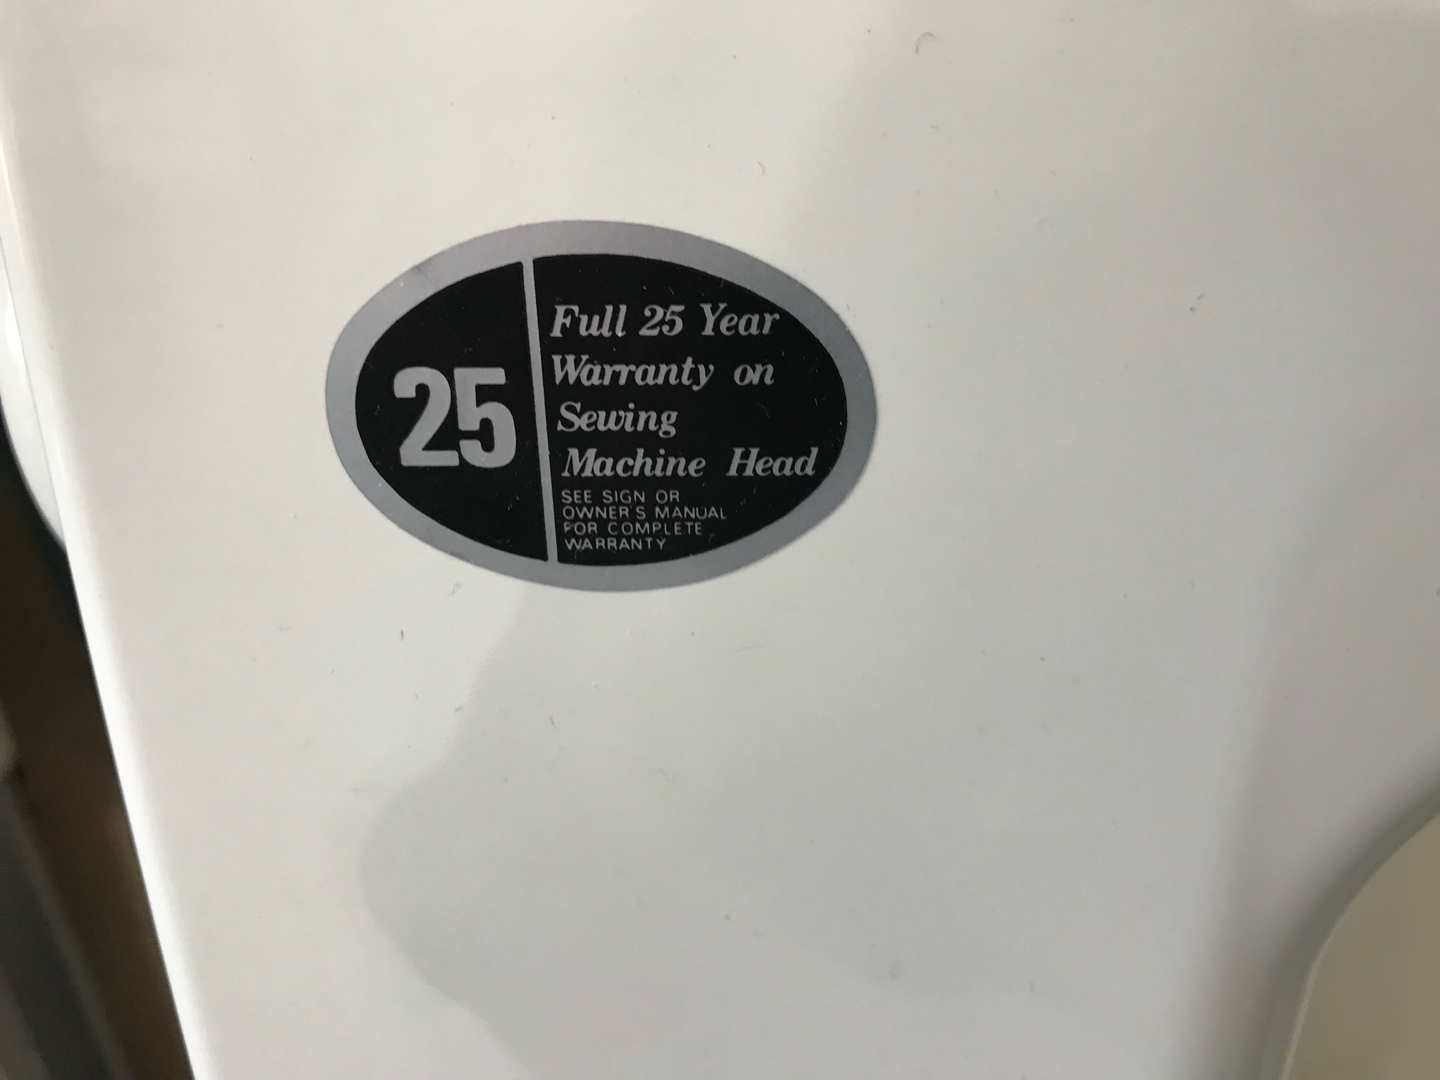 25
Full 25 Year
Warranty on
Sewing
Machine Head
SEE SIGN OR
OWNER'S MANUAL
FOR COMPLETE
WARRANTY